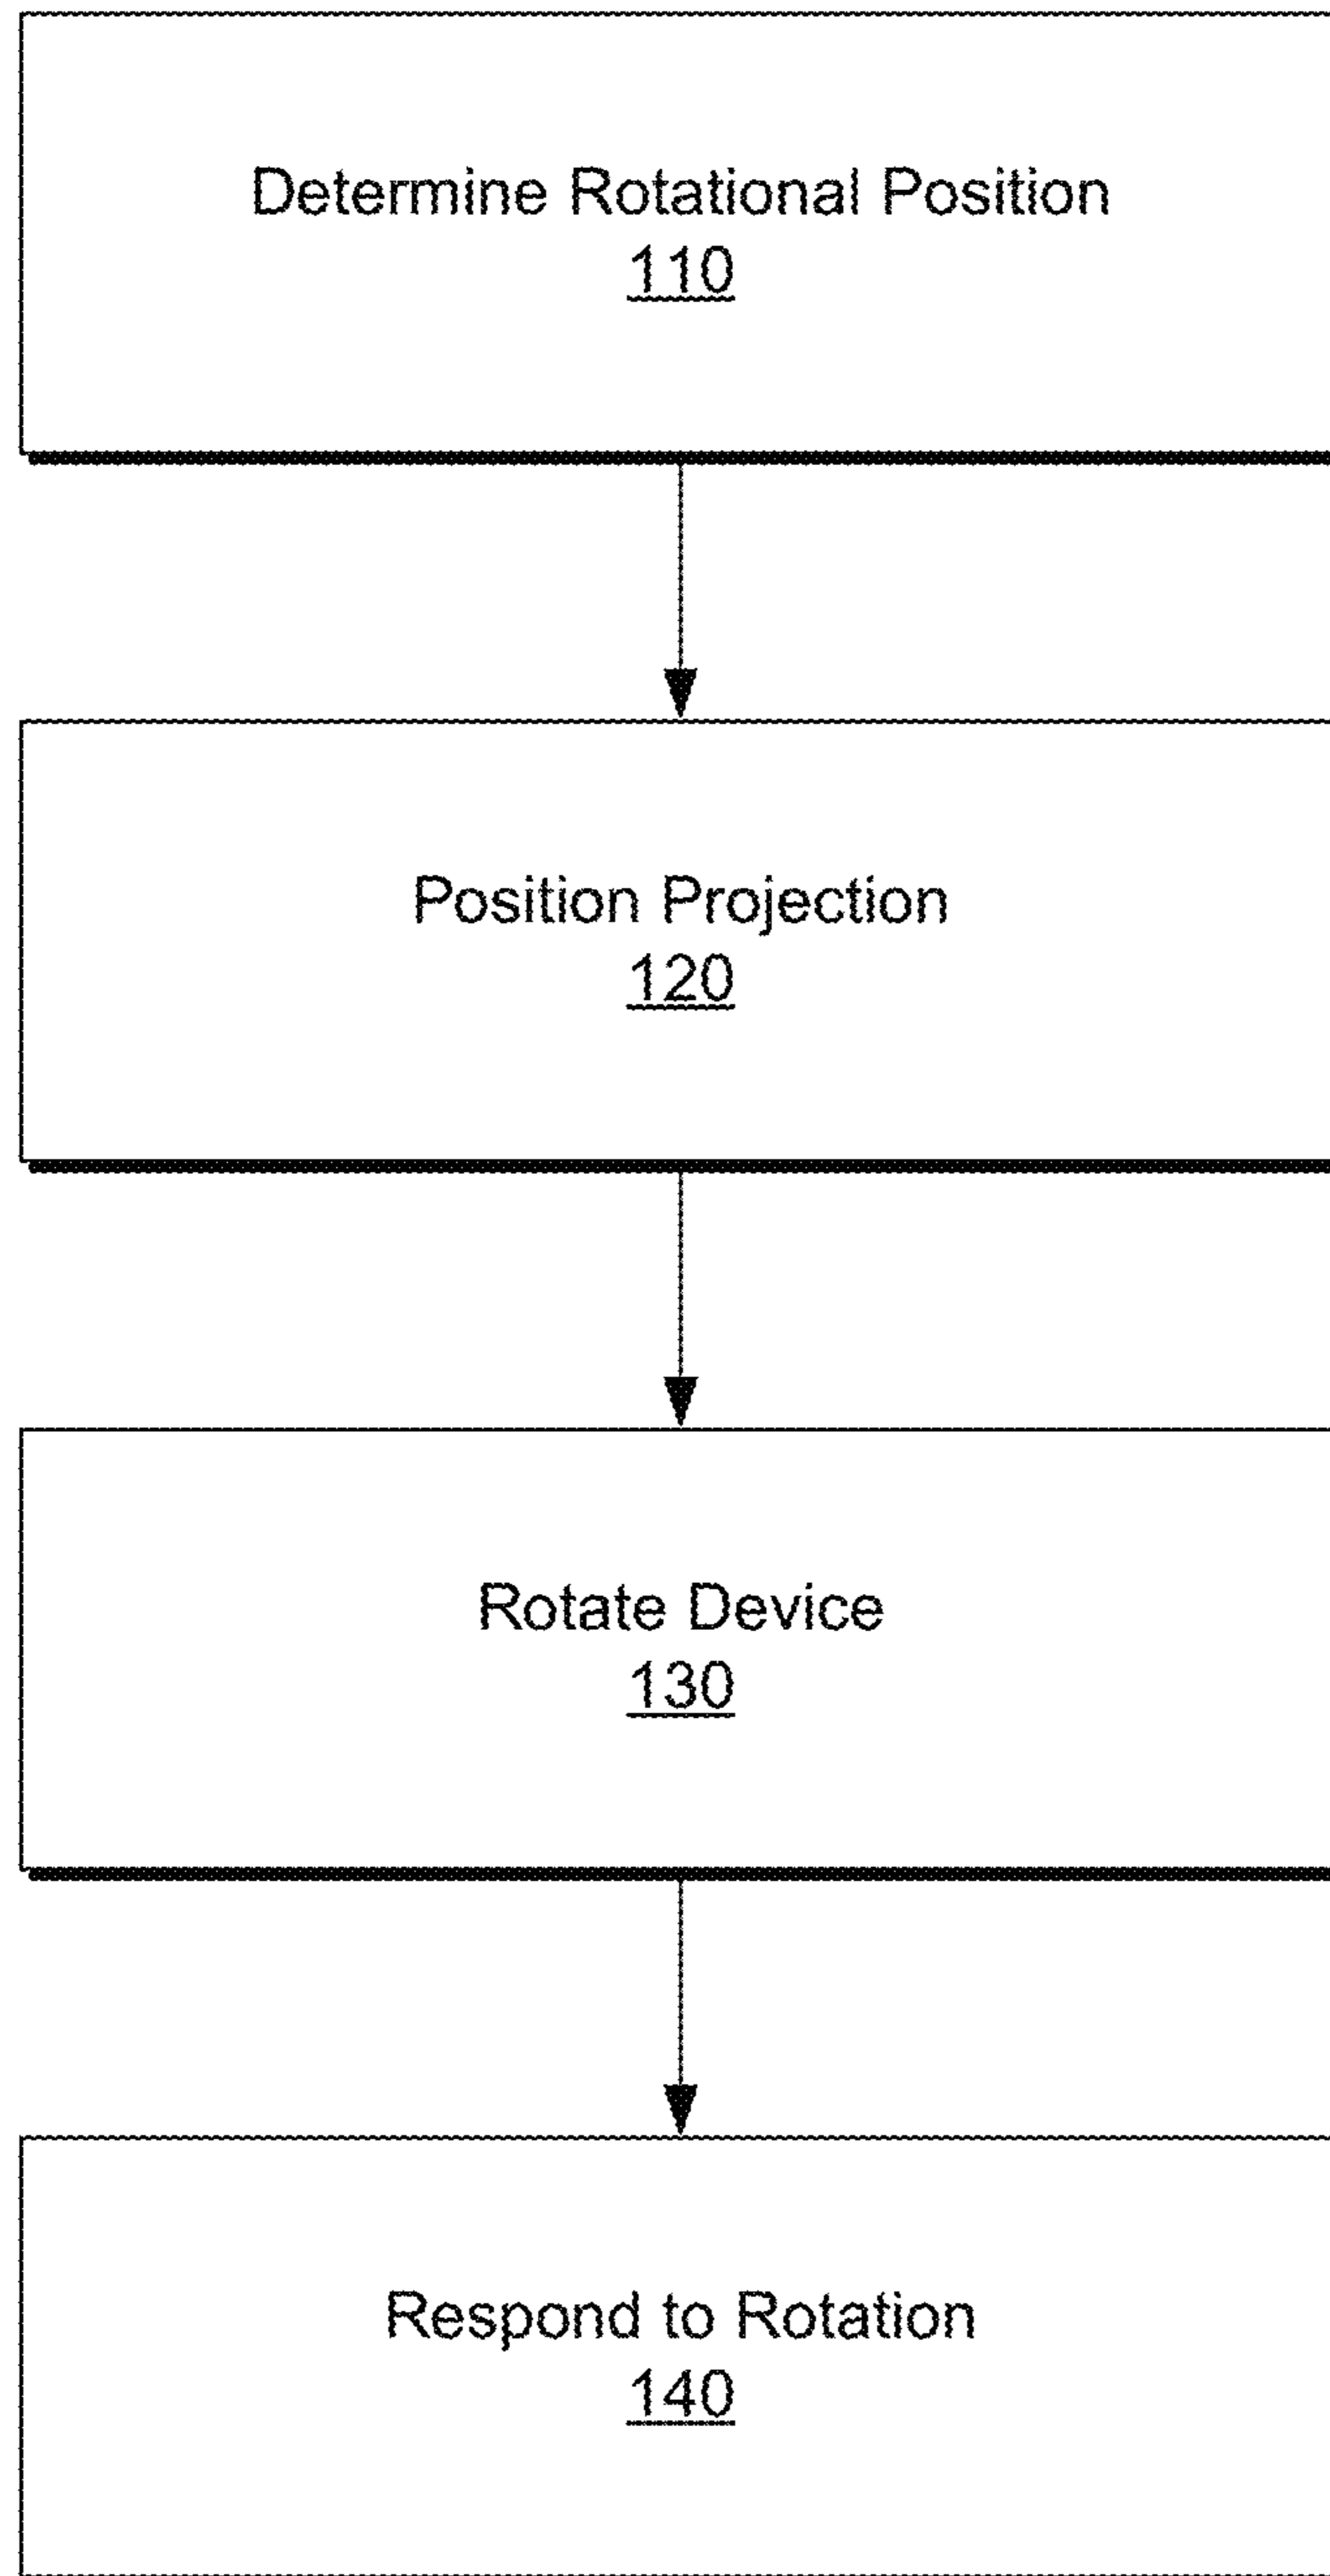 Determine Rotational Position
110
Position Projection
120
Rotate Device
130
Respond to Rotation
140